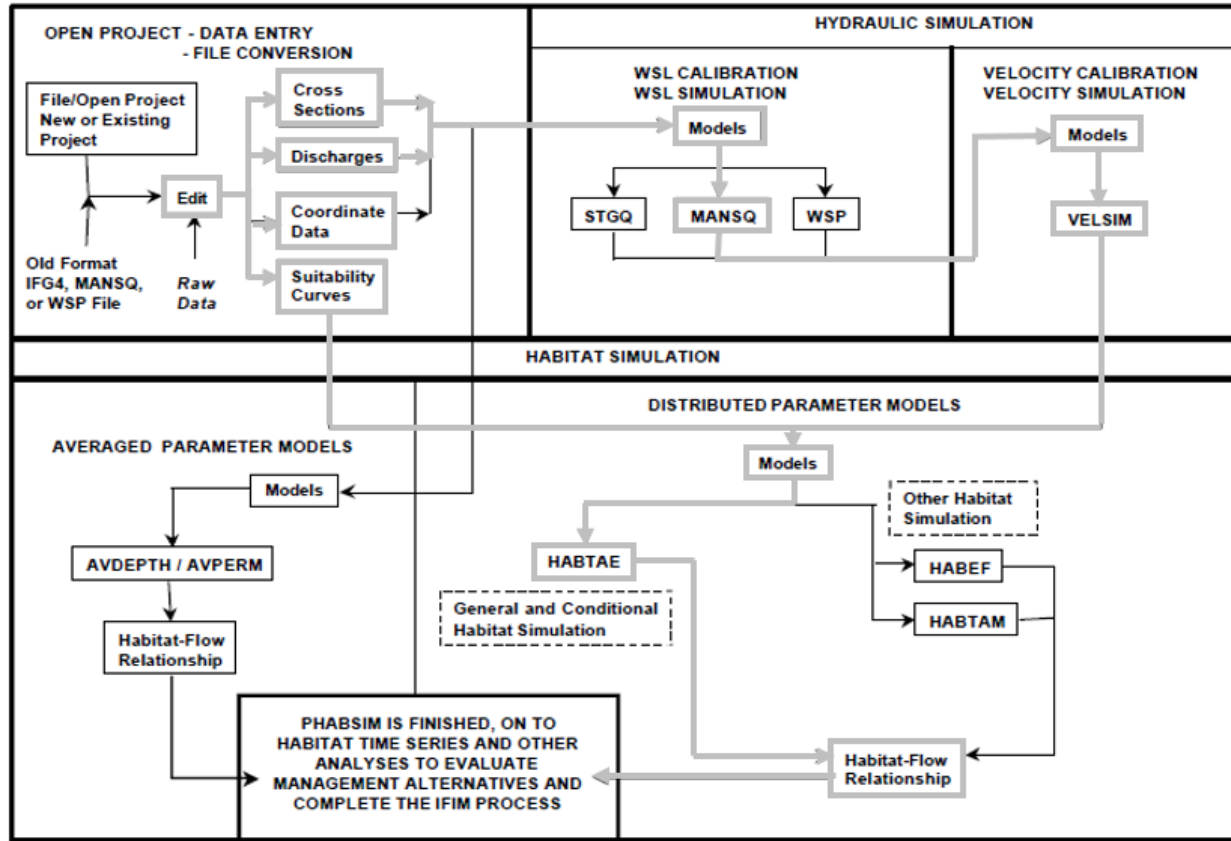 OPEN PROJECT - DATA ENTRY
- FILE CONVERSION
File/Open Project
New or Existing
Project
Old Format
IFG4, MANSQ,
or WSP File
Raw
Data
Edit
Cross
Sections
Discharges
Coordinate
Data
Suitability
Curves
HYDRAULIC SIMULATION
WSL CALIBRATION
WSL SIMULATION
Models
STGQ
MANSQ
WSP
VELOCITY CALIBRATION
VELOCITY SIMULATION
Models
VELSIM
HABITAT SIMULATION
AVERAGED PARAMETER MODELS
Models
AVDEPTH / AVPERM
Habitat-Flow
Relationship
DISTRIBUTED PARAMETER MODELS
Models
HABTAE
General and Conditional
Habitat Simulation
Other Habitat
Simulation
HABEF
HABTAM
Habitat-Flow
Relationship
PHABSIM IS FINISHED, ON TO
HABITAT TIME SERIES AND OTHER
ANALYSES TO EVALUATE
MANAGEMENT ALTERNATIVES AND
COMPLETE THE IFIM PROCESS